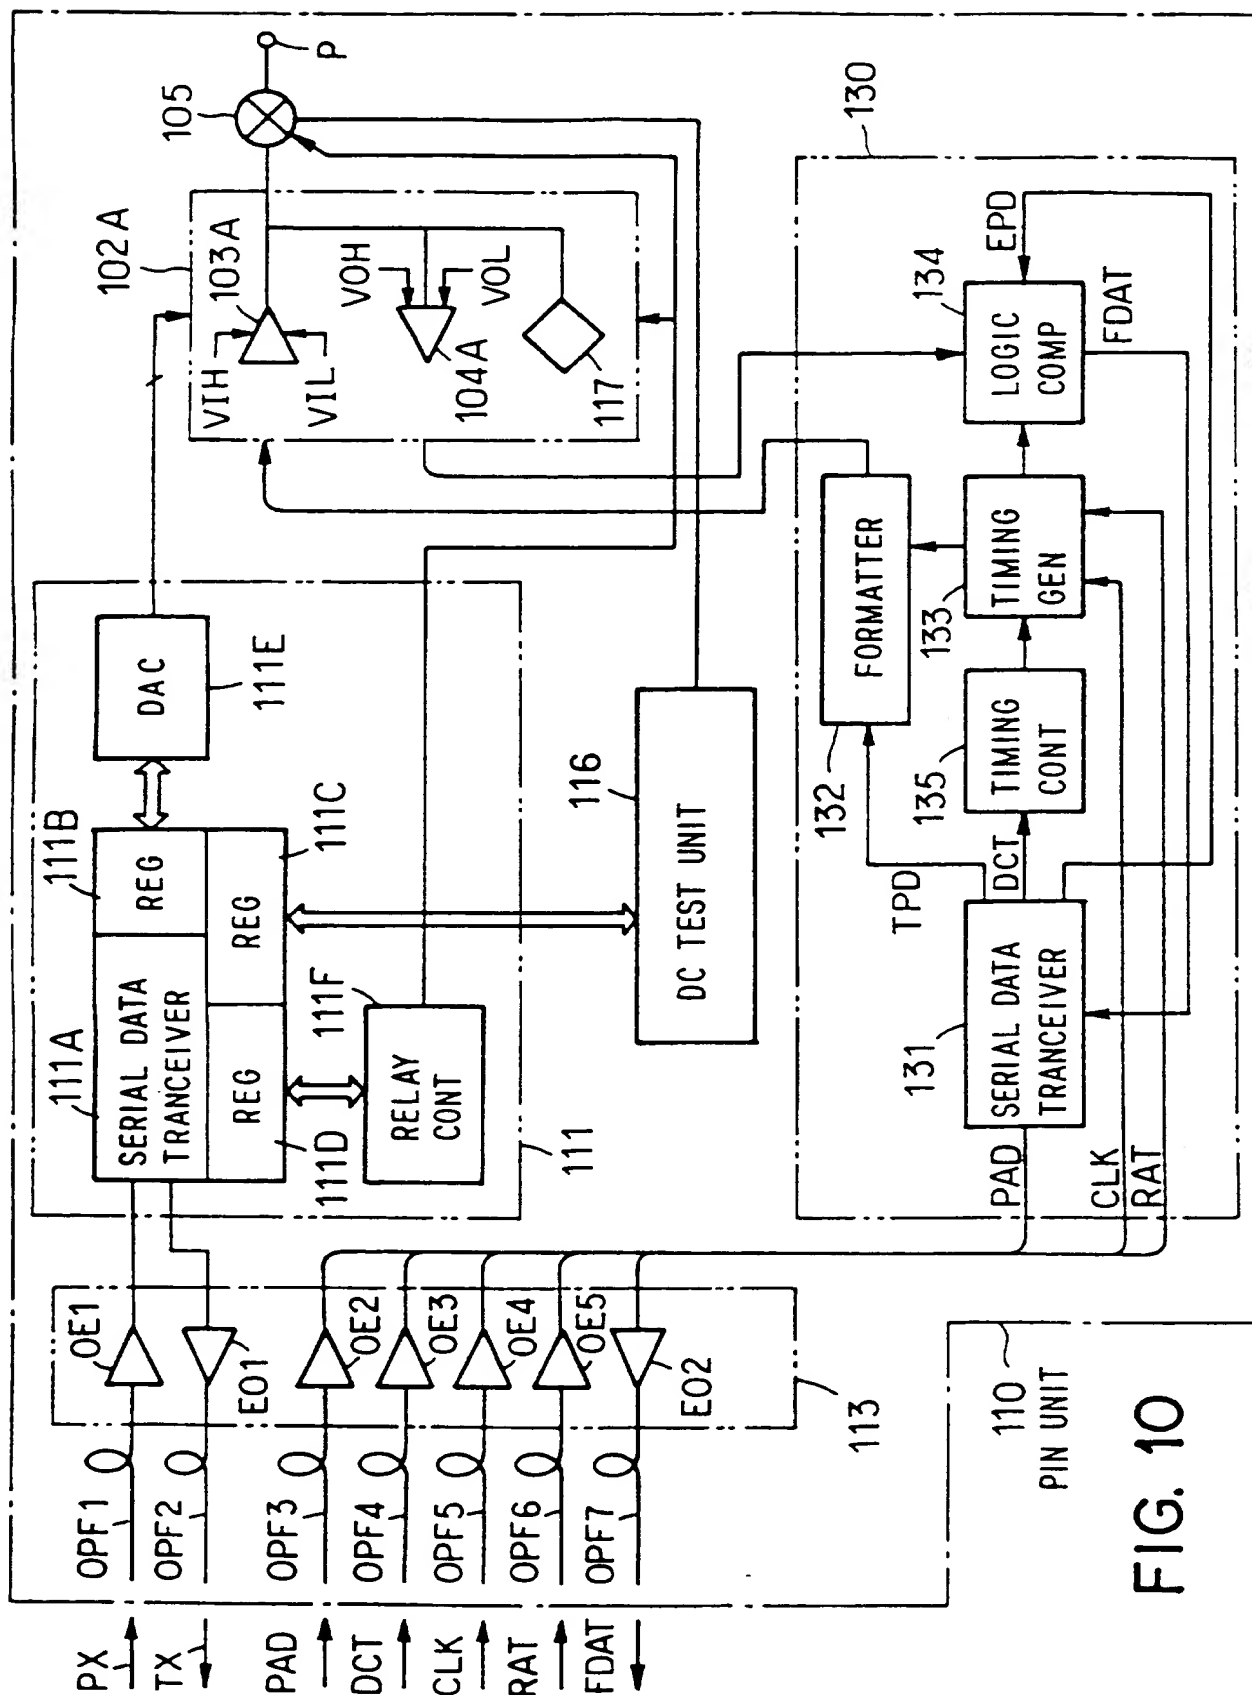 PX
TX
PAD
DCT
CLK
RAT
FDAT
OPF1
OPF2
OPF3
OPF4
OPF5
OPF6
OPF7
OE1
EO1
OE2
OE3
OE4
OE5
EO2
113
111A
SERIAL DATA
TRANCEIVER
111B
REG
REG
111C
REG
111D
DAC
111E
111F
RELAY
CONT
111
116
DC TEST UNIT
102A
VIH
VIL
103A
VOH
VOL
104A
117
105
P
130
PAD
CLK
RAT
131
SERIAL DATA
TRANCEIVER
TPD
DCT
132
FORMATTER
135
TIMING
CONT
133
TIMING
GEN
134
LOGIC
COMP
EPD
FDAT
110
PIN UNIT
FIG. 10